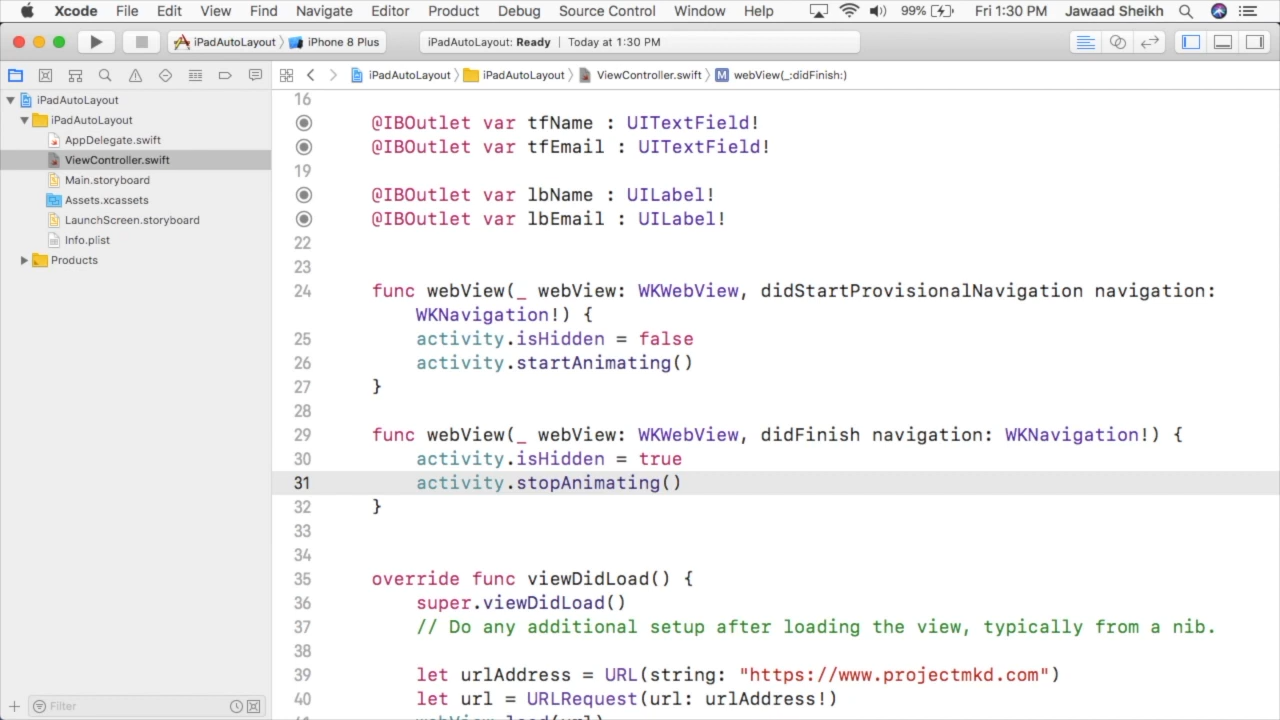 Xcode File Edit View Find Navigate Editor Product Debug Source Control Window Help 99% Fri 1:30 PM Jawaad Sheikh
iPadAutoLayout iPhone 8 Plus iPadAutoLayout: Ready Today at 1:30 PM
iPadAutoLayout iPadAutoLayout ViewController.swift M webView(_:didFinish:)
iPadAutoLayout
iPadAutoLayout
AppDelegate.swift
ViewController.swift
Main.storyboard
Assets.xcassets
LaunchScreen.storyboard
Info.plist
Products
Filter
16
@IBOutlet var tfName : UITextField!
@IBOutlet var tfEmail : UITextField!
19
@IBOutlet var lbName : UILabel!
@IBOutlet var lbEmail : UILabel!
22
23
24 func webView(_ webView: WKWebView, didStartProvisionalNavigation navigation:
WKNavigation!) {
25 activity.isHidden = false
26 activity.startAnimating()
27 }
28
29 func webView(_ webView: WKWebView, didFinish navigation: WKNavigation!) {
30 activity.isHidden = true
31 activity.stopAnimating()
32 }
33
34
35 override func viewDidLoad() {
36 super.viewDidLoad()
37 // Do any additional setup after loading the view, typically from a nib.
38
39 let urlAddress = URL(string: "https://www.projectmkd.com")
40 let url = URLRequest(url: urlAddress!)
41 webView.load(url)